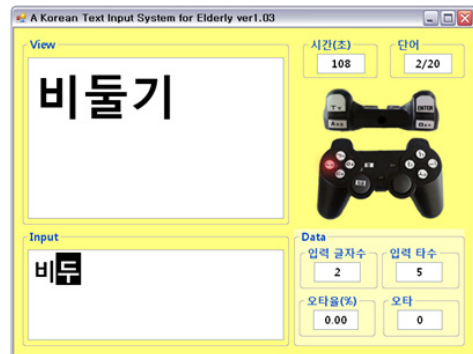 A Korean Text Input System for Elderly ver1.03
View
비둘기
시간(초)
108
단어
2/20
ENTER
Input
비두
Data
입력 글자수
2
입력 타수
5
오타율(%)
0.00
오타
0